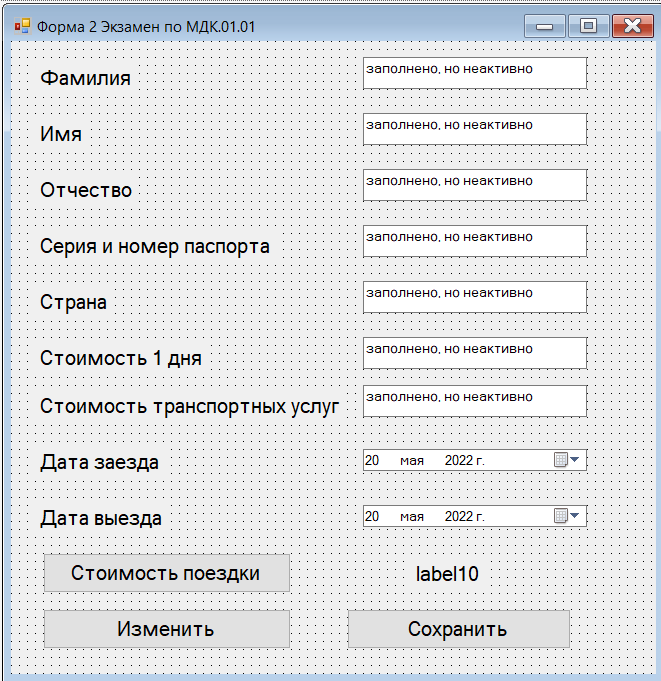 Форма 2 Экзамен по МДК.01.01
Фамилия заполнено, но неактивно
Имя заполнено, но неактивно
Отчество заполнено, но неактивно
Серия и номер паспорта заполнено, но неактивно
Страна заполнено, но неактивно
Стоимость 1 дня заполнено, но неактивно
Стоимость транспортных услуг заполнено, но неактивно
Дата заезда 20 мая 2022 г.
Дата выезда 20 мая 2022 г.
Стоимость поездки label10
Изменить Сохранить